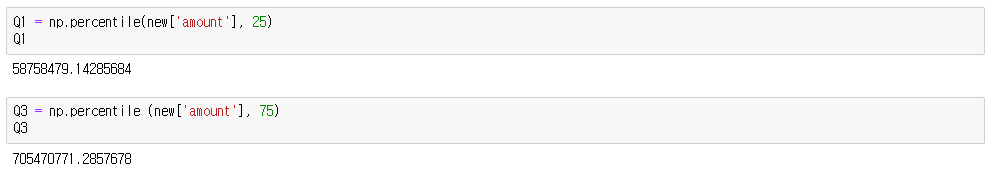 Q1 = np.percentile(new['amount'], 25)
Q1
58758479.14285684
Q3 = np.percentile (new['amount'], 75)
Q3
705470771.2857678